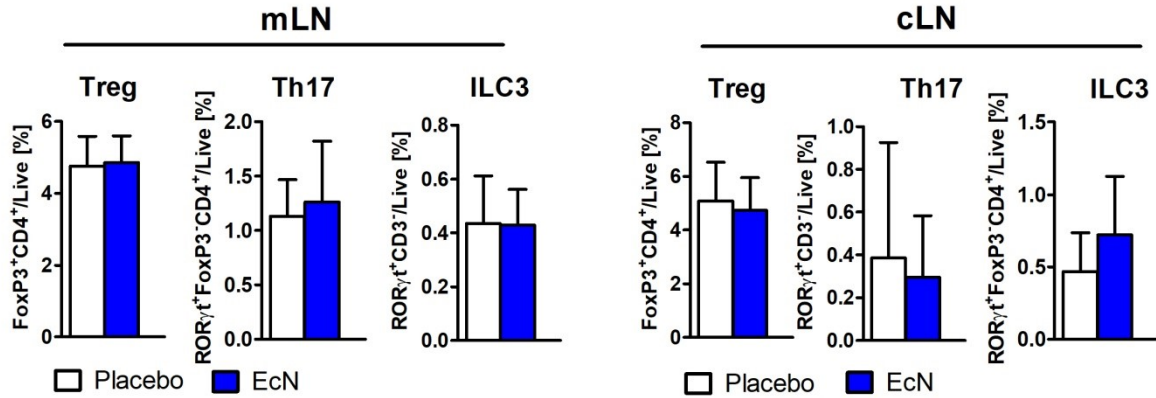 mLN
Treg
Th17
ILC3
FoxP3⁺CD4⁺/Live [%]
6
4
2
0
RORγt⁺FoxP3⁻CD4⁺/Live [%]
2.0
1.5
1.0
0.5
0.0
RORγt⁺CD3⁻/Live [%]
0.8
0.6
0.4
0.2
0.0
Placebo EcN
cLN
Treg
Th17
ILC3
FoxP3⁺CD4⁺/Live [%]
8
6
4
2
0
RORγt⁺CD3⁻/Live [%]
1.0
0.8
0.6
0.4
0.2
0.0
RORγt⁺FoxP3⁻CD4⁺/Live [%]
1.5
1.0
0.5
0.0
Placebo EcN